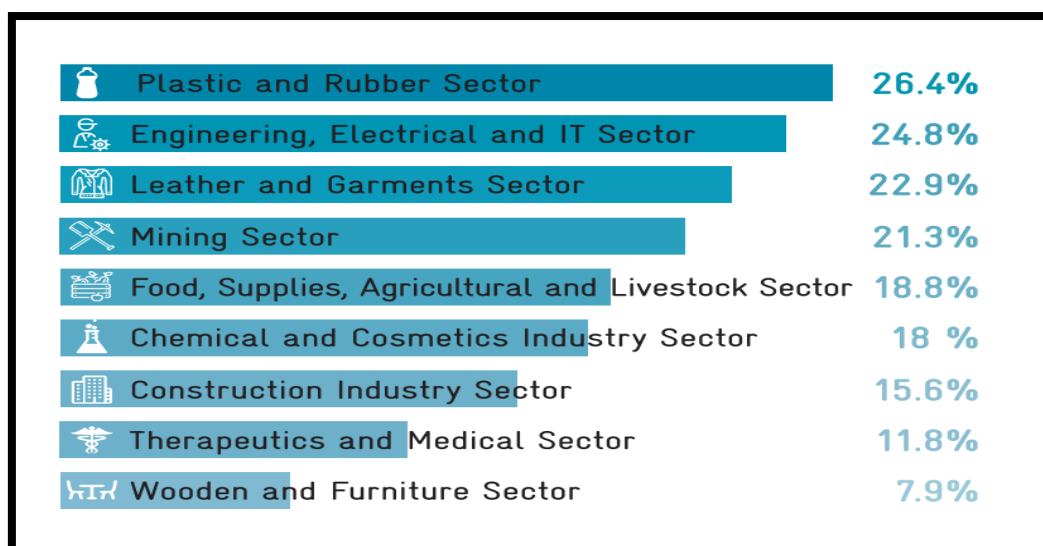 Plastic and Rubber Sector 26.4%
Engineering, Electrical and IT Sector 24.8%
Leather and Garments Sector 22.9%
Mining Sector 21.3%
Food, Supplies, Agricultural and Livestock Sector 18.8%
Chemical and Cosmetics Industry Sector 18 %
Construction Industry Sector 15.6%
Therapeutics and Medical Sector 11.8%
Wooden and Furniture Sector 7.9%